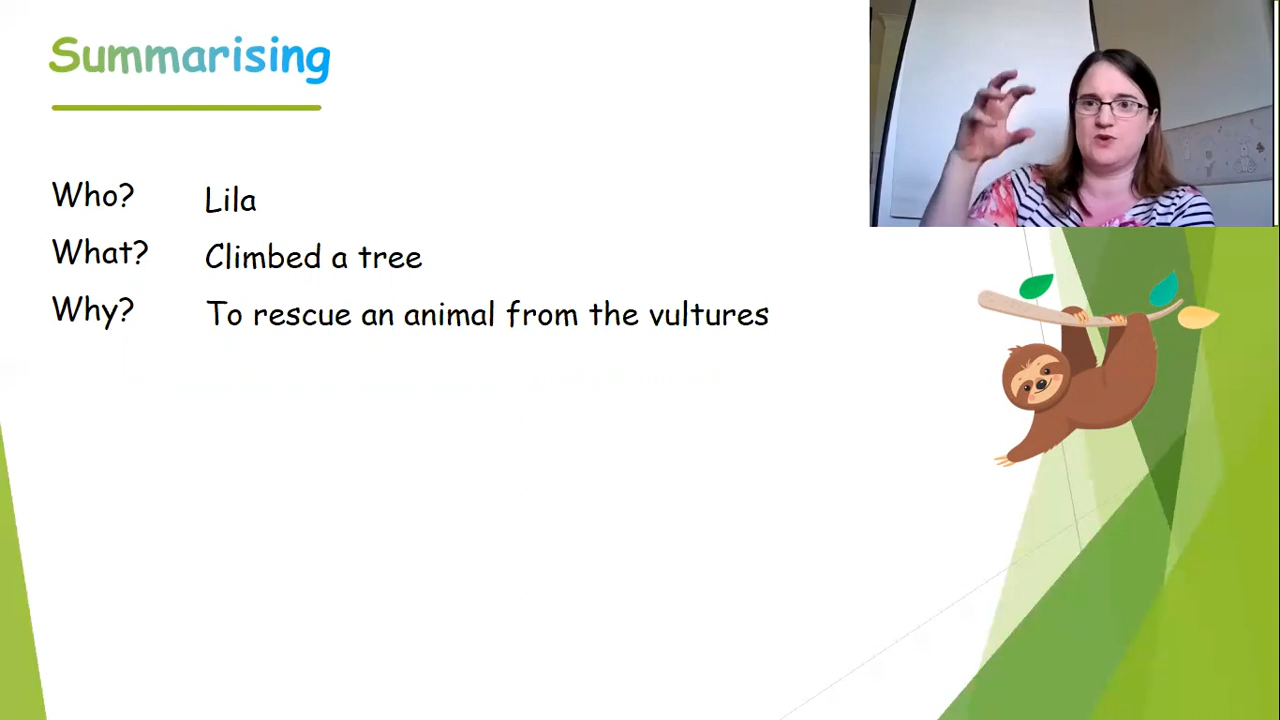 Summarising
Who? Lila
What? Climbed a tree
Why? To rescue an animal from the vultures